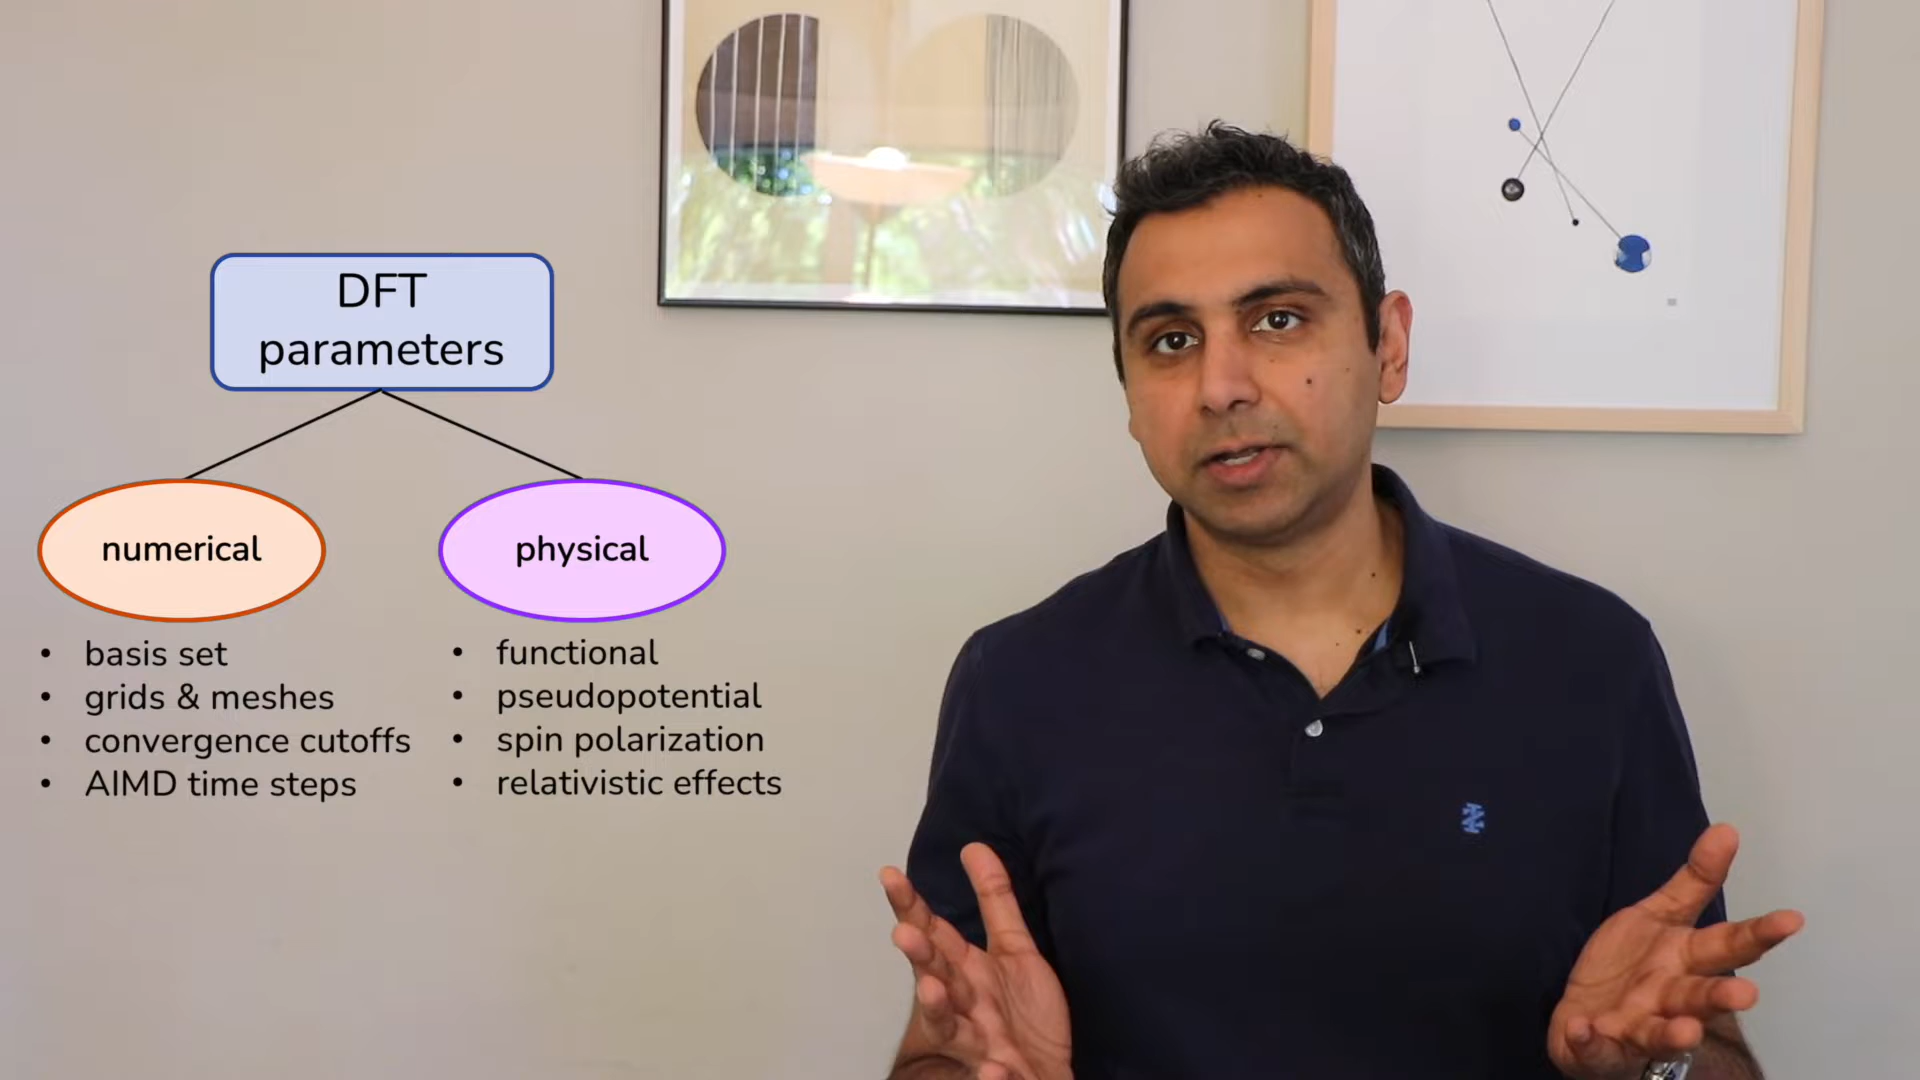 DFT
parameters
numerical
physical
• basis set
• grids & meshes
• convergence cutoffs
• AIMD time steps
• functional
• pseudopotential
• spin polarization
• relativistic effects